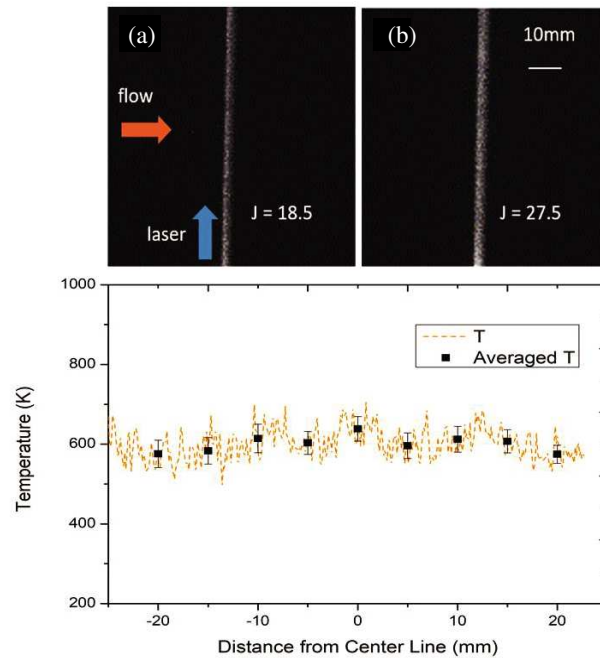 (a)
(b)
10mm
flow
J = 18.5
J = 27.5
laser
1000
800
600
400
200
Temperature (K)
T
Averaged T
-20
-10
0
10
20
Distance from Center Line (mm)